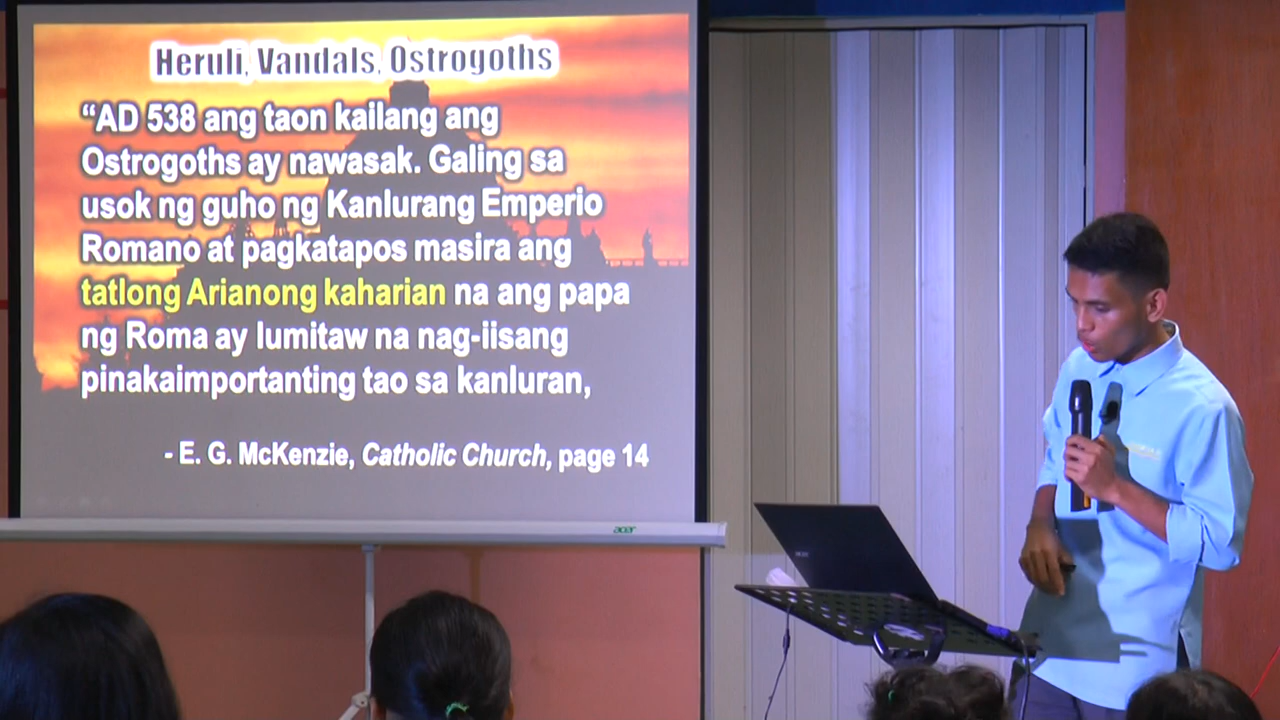 Heruli, Vandals, Ostrogoths
“AD 538 ang taon kailang ang
Ostrogoths ay nawasak. Galing sa
usok ng guho ng Kanlurang Emperio
Romano at pagkatapos masira ang
tatlong Arianong kaharian na ang papa
ng Roma ay lumitaw na nag-iisang
pinakaimportanting tao sa kanluran,
- E. G. McKenzie, Catholic Church, page 14
acer
acer